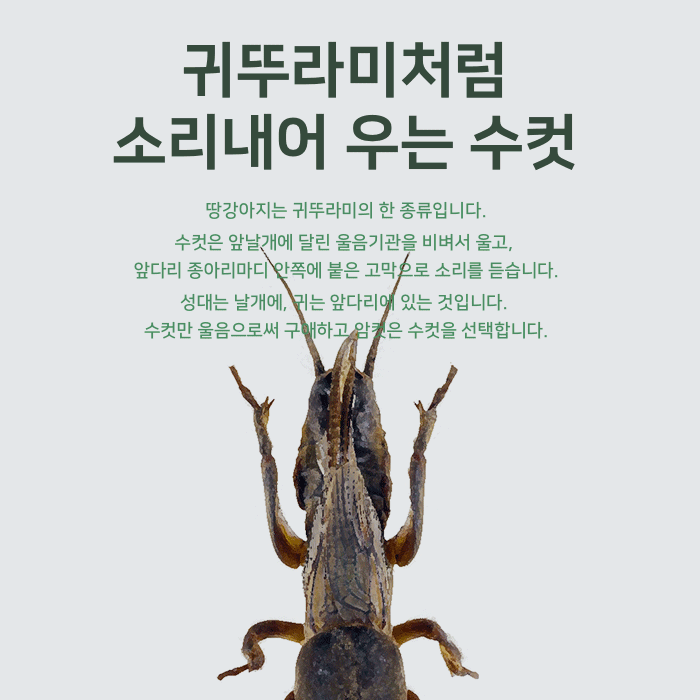 귀뚜라미처럼
소리내어 우는 수컷
땅강아지는 귀뚜라미의 한 종류입니다.
수컷은 앞날개에 달린 울음기관을 비벼서 울고,
앞다리 종아리마디 안쪽에 붙은 고막으로 소리를 듣습니다.
성대는 날개에, 귀는 앞다리에 있는 것입니다.
수컷만 울음으로써 구애하고 암컷은 수컷을 선택합니다.